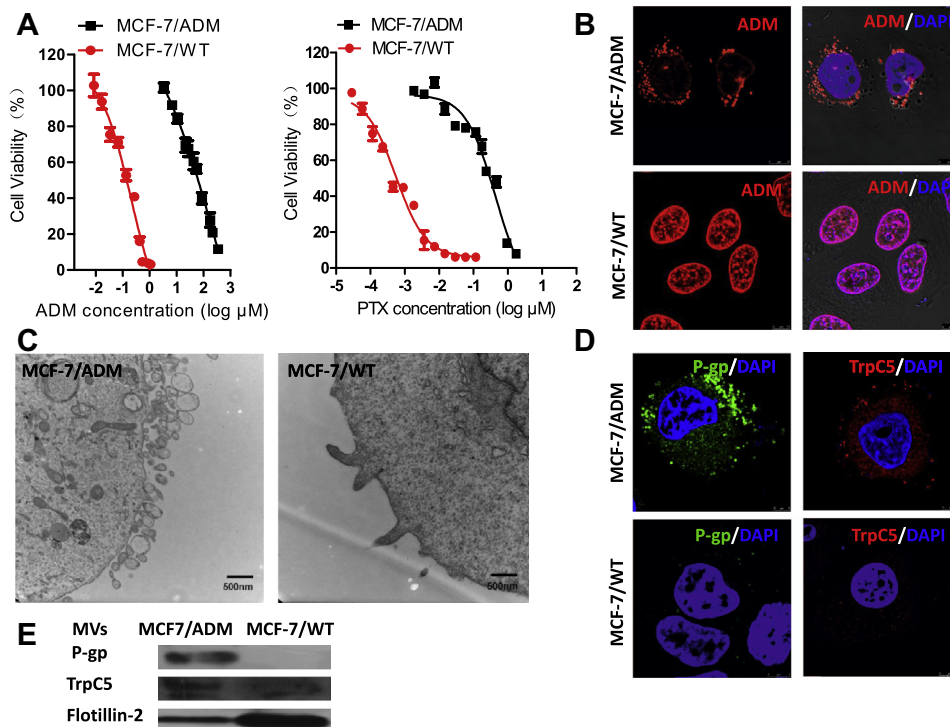 A
MCF-7/ADM
MCF-7/WT
Cell Viability (%)
120
100
80
60
40
20
0
-2 -1 0 1 2 3
ADM concentration (log μM)
MCF-7/ADM
MCF-7/WT
Cell Viability (%)
120
100
80
60
40
20
0
-5 -4 -3 -2 -1 0 1
PTX concentration (log μM)
B
MCF-7/ADM
ADM
ADM/DAPI
MCF-7/WT
ADM
ADM/DAPI
C
MCF-7/ADM
500nm
MCF-7/WT
500nm
D
MCF-7/ADM
P-gp/DAPI
TrpC5/DAPI
MCF-7/WT
P-gp/DAPI
TrpC5/DAPI
E
MVs MCF7/ADM MCF-7/WT
P-gp
TrpC5
Flotillin-2